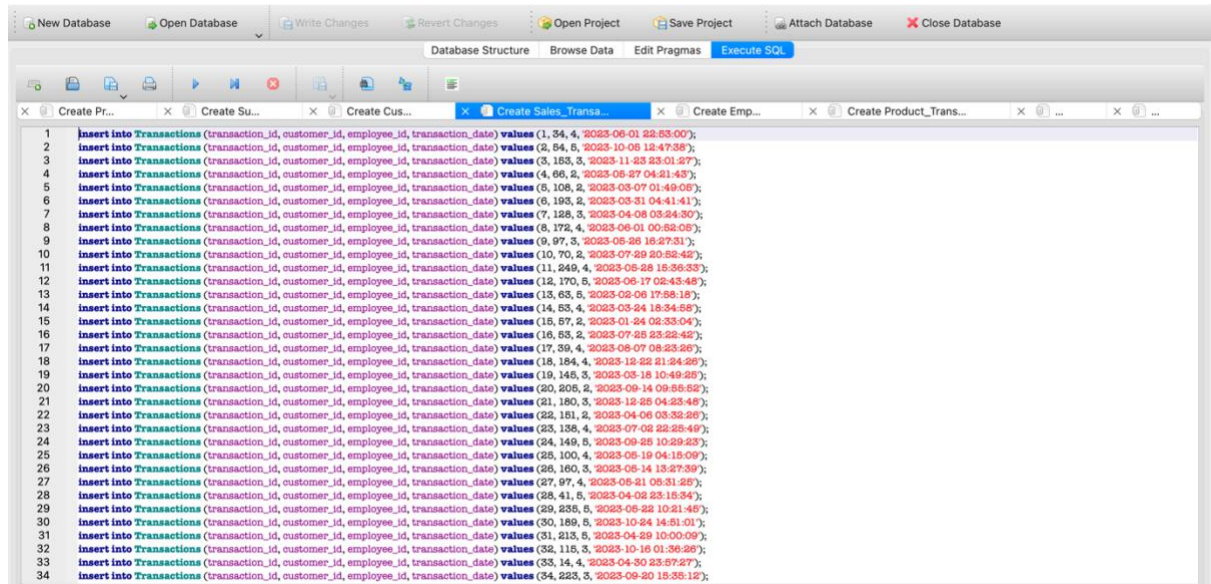 New Database Open Database Write Changes Revert Changes Open Project Save Project Attach Database Close Database
Database Structure Browse Data Edit Pragmas Execute SQL
Create Pr... Create Su... Create Cus... Create Sales_Transa... Create Emp... Create Product_Trans... ... ...
1 insert into Transactions (transaction_id, customer_id, employee_id, transaction_date) values (1, 34, 4, '2023-06-01 22:53:00');
2 insert into Transactions (transaction_id, customer_id, employee_id, transaction_date) values (2, 54, 5, '2023-10-05 12:47:38');
3 insert into Transactions (transaction_id, customer_id, employee_id, transaction_date) values (3, 153, 3, '2023-11-23 23:01:27');
4 insert into Transactions (transaction_id, customer_id, employee_id, transaction_date) values (4, 66, 2, '2023-05-27 04:21:43');
5 insert into Transactions (transaction_id, customer_id, employee_id, transaction_date) values (5, 108, 2, '2023-03-07 01:49:05');
6 insert into Transactions (transaction_id, customer_id, employee_id, transaction_date) values (6, 193, 2, '2023-03-31 04:41:41');
7 insert into Transactions (transaction_id, customer_id, employee_id, transaction_date) values (7, 128, 3, '2023-04-08 03:24:30');
8 insert into Transactions (transaction_id, customer_id, employee_id, transaction_date) values (8, 172, 4, '2023-06-01 00:52:05');
9 insert into Transactions (transaction_id, customer_id, employee_id, transaction_date) values (9, 97, 3, '2023-05-26 16:27:31');
10 insert into Transactions (transaction_id, customer_id, employee_id, transaction_date) values (10, 70, 2, '2023-07-29 20:52:42');
11 insert into Transactions (transaction_id, customer_id, employee_id, transaction_date) values (11, 249, 4, '2023-05-28 15:36:33');
12 insert into Transactions (transaction_id, customer_id, employee_id, transaction_date) values (12, 170, 5, '2023-06-17 02:43:48');
13 insert into Transactions (transaction_id, customer_id, employee_id, transaction_date) values (13, 63, 5, '2023-02-06 17:58:18');
14 insert into Transactions (transaction_id, customer_id, employee_id, transaction_date) values (14, 53, 4, '2023-03-24 18:34:58');
15 insert into Transactions (transaction_id, customer_id, employee_id, transaction_date) values (15, 57, 2, '2023-01-24 02:33:04');
16 insert into Transactions (transaction_id, customer_id, employee_id, transaction_date) values (16, 53, 2, '2023-07-25 23:22:42');
17 insert into Transactions (transaction_id, customer_id, employee_id, transaction_date) values (17, 39, 4, '2023-08-07 08:23:26');
18 insert into Transactions (transaction_id, customer_id, employee_id, transaction_date) values (18, 184, 4, '2023-12-22 21:24:26');
19 insert into Transactions (transaction_id, customer_id, employee_id, transaction_date) values (19, 145, 3, '2023-03-18 10:49:25');
20 insert into Transactions (transaction_id, customer_id, employee_id, transaction_date) values (20, 205, 2, '2023-09-14 09:55:52');
21 insert into Transactions (transaction_id, customer_id, employee_id, transaction_date) values (21, 180, 3, '2023-12-25 04:23:48');
22 insert into Transactions (transaction_id, customer_id, employee_id, transaction_date) values (22, 151, 2, '2023-04-06 03:32:26');
23 insert into Transactions (transaction_id, customer_id, employee_id, transaction_date) values (23, 138, 4, '2023-07-02 22:25:49');
24 insert into Transactions (transaction_id, customer_id, employee_id, transaction_date) values (24, 149, 5, '2023-09-25 10:29:23');
25 insert into Transactions (transaction_id, customer_id, employee_id, transaction_date) values (25, 100, 4, '2023-05-19 04:15:09');
26 insert into Transactions (transaction_id, customer_id, employee_id, transaction_date) values (26, 160, 3, '2023-05-14 13:27:39');
27 insert into Transactions (transaction_id, customer_id, employee_id, transaction_date) values (27, 97, 4, '2023-05-21 05:31:25');
28 insert into Transactions (transaction_id, customer_id, employee_id, transaction_date) values (28, 41, 5, '2023-04-02 23:15:34');
29 insert into Transactions (transaction_id, customer_id, employee_id, transaction_date) values (29, 235, 5, '2023-05-22 10:21:45');
30 insert into Transactions (transaction_id, customer_id, employee_id, transaction_date) values (30, 189, 5, '2023-10-24 14:51:01');
31 insert into Transactions (transaction_id, customer_id, employee_id, transaction_date) values (31, 213, 5, '2023-04-29 10:00:09');
32 insert into Transactions (transaction_id, customer_id, employee_id, transaction_date) values (32, 115, 3, '2023-10-16 01:36:26');
33 insert into Transactions (transaction_id, customer_id, employee_id, transaction_date) values (33, 14, 4, '2023-04-30 23:57:27');
34 insert into Transactions (transaction_id, customer_id, employee_id, transaction_date) values (34, 223, 3, '2023-09-20 15:35:12');